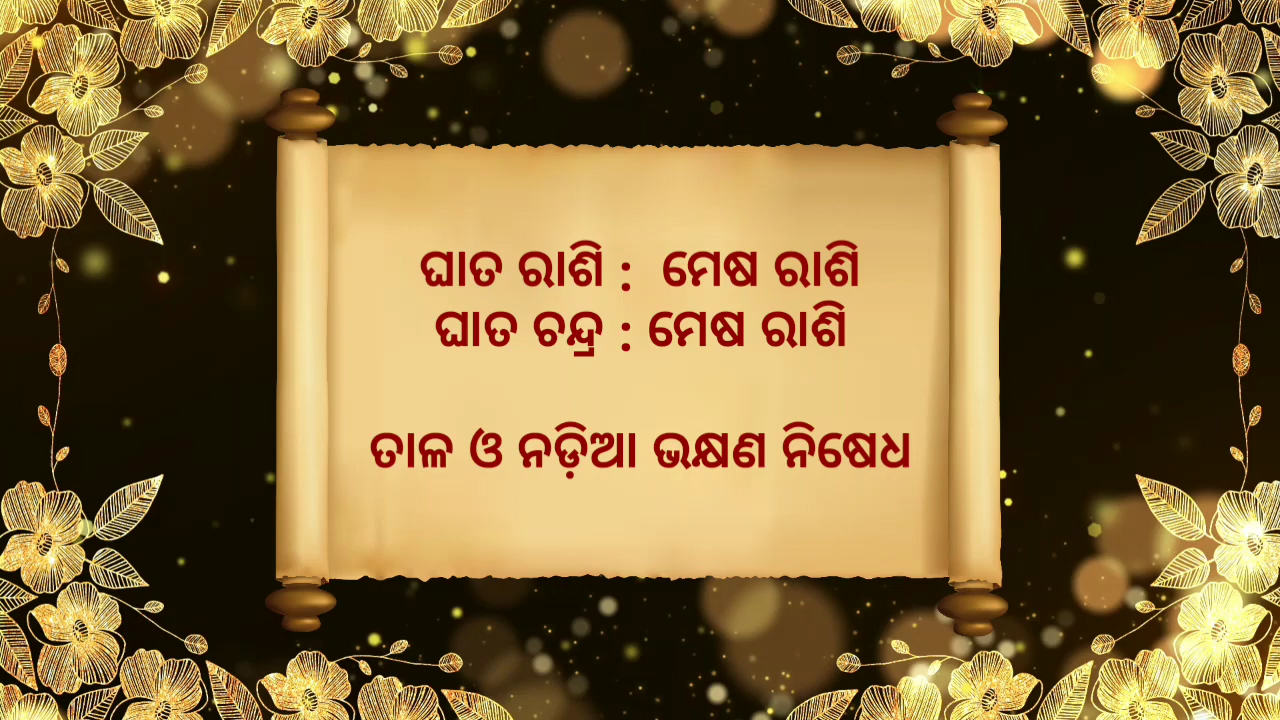 ଘାତ ରାଶି : ମେଷ ରାଶି
ଘାତ ଚନ୍ଦ୍ର : ମେଷ ରାଶି
ତାଳ ଓ ନଡ଼ିଆ ଭକ୍ଷଣ ନିଷେଧ